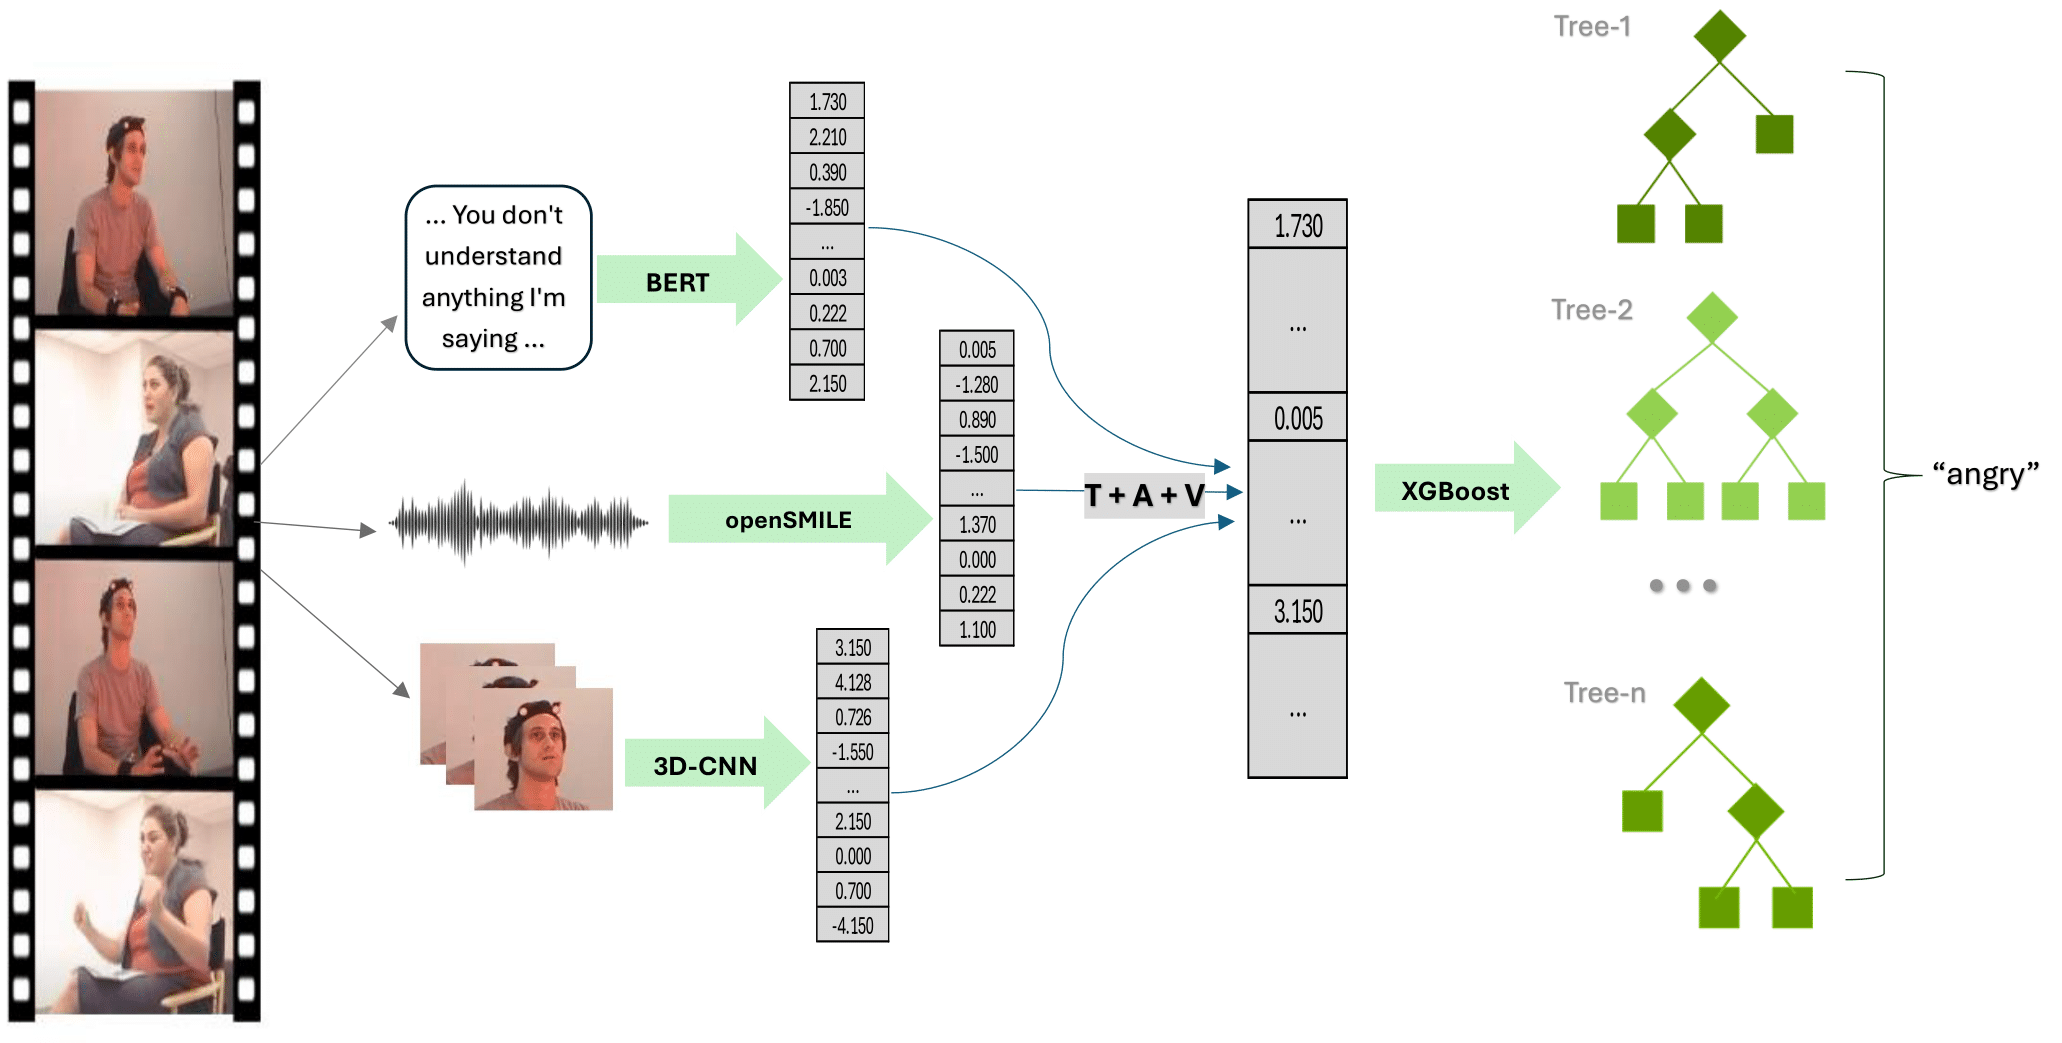 ... You don't
understand
anything I'm
saying ...
BERT
1.730
2.210
0.390
-1.850
...
0.003
0.222
0.700
2.150
openSMILE
0.005
-1.280
0.890
-1.500
...
1.370
0.000
0.222
1.100
3D-CNN
3.150
4.128
0.726
-1.550
...
2.150
0.000
0.700
-4.150
T + A + V
1.730
...
0.005
...
3.150
...
XGBoost
Tree-1
Tree-2
Tree-n
“angry”